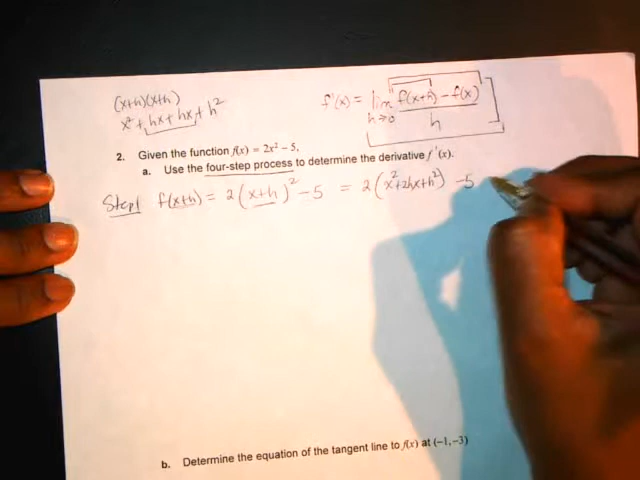 (x+h)(x+h)
x² + hx + hx + h²
f'(x) = lim h→0 f(x+h) - f(x) / h
2. Given the function f(x) = 2x² – 5,
a. Use the four-step process to determine the derivative f '(x).
Step 1 f(x+h) = 2(x+h)² - 5 = 2(x²+2hx+h²) - 5
b. Determine the equation of the tangent line to f(x) at (–1,–3)